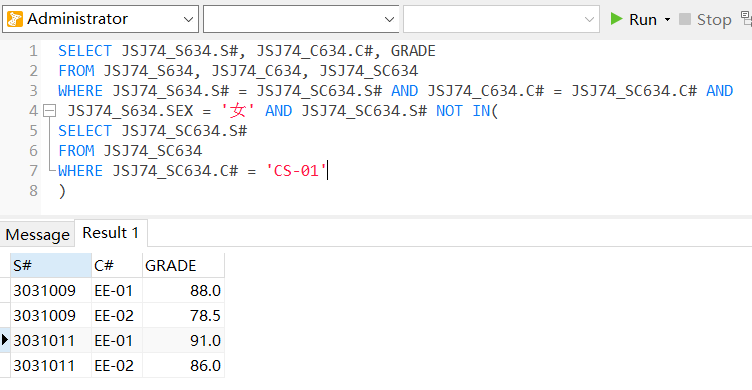 Administrator Run Stop
1 SELECT JSJ74_S634.S#, JSJ74_C634.C#, GRADE
2 FROM JSJ74_S634, JSJ74_C634, JSJ74_SC634
3 WHERE JSJ74_S634.S# = JSJ74_SC634.S# AND JSJ74_C634.C# = JSJ74_SC634.C# AND
4 JSJ74_S634.SEX = '女' AND JSJ74_SC634.S# NOT IN(
5 SELECT JSJ74_SC634.S#
6 FROM JSJ74_SC634
7 WHERE JSJ74_SC634.C# = 'CS-01'
8 )
Message Result 1
S# C# GRADE
3031009 EE-01 88.0
3031009 EE-02 78.5
3031011 EE-01 91.0
3031011 EE-02 86.0